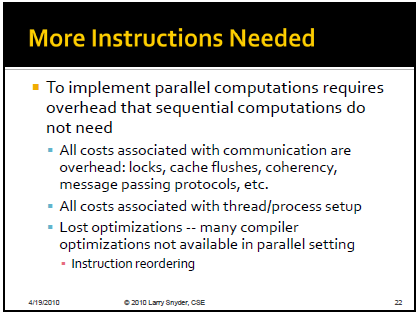 More Instructions Needed
To implement parallel computations requires
overhead that sequential computations do
not need
All costs associated with communication are
overhead: locks, cache flushes, coherency,
message passing protocols, etc.
All costs associated with thread/process setup
Lost optimizations -- many compiler
optimizations not available in parallel setting
Instruction reordering
4/19/2010 © 2010 Larry Snyder, CSE 22